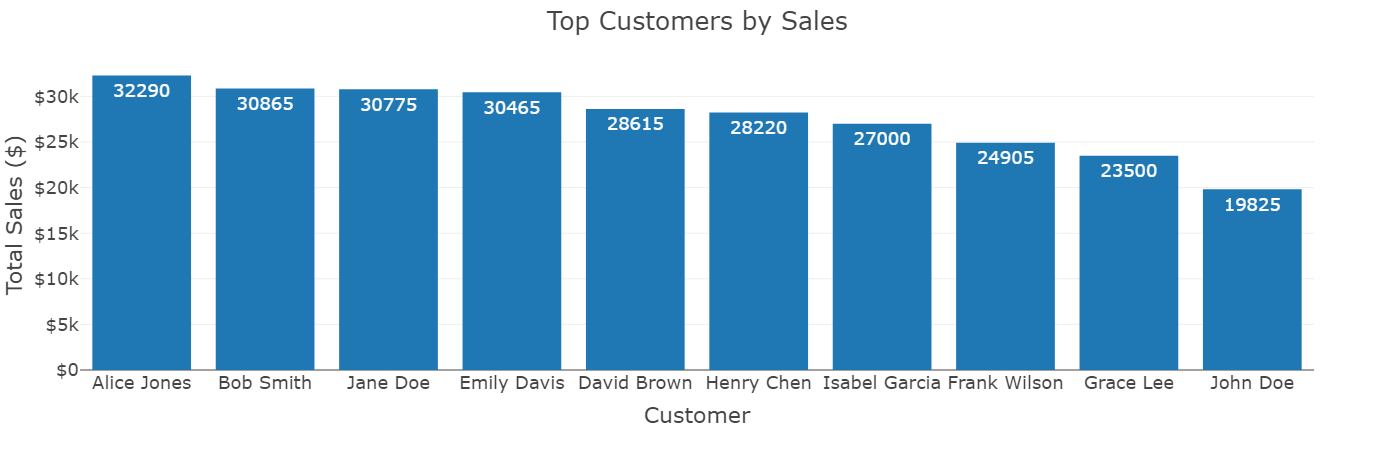 Top Customers by Sales
Total Sales ($)
$30k
$25k
$20k
$15k
$10k
$5k
$0
32290 30865 30775 30465 28615 28220 27000 24905 23500 19825
Alice Jones Bob Smith Jane Doe Emily Davis David Brown Henry Chen Isabel Garcia Frank Wilson Grace Lee John Doe
Customer